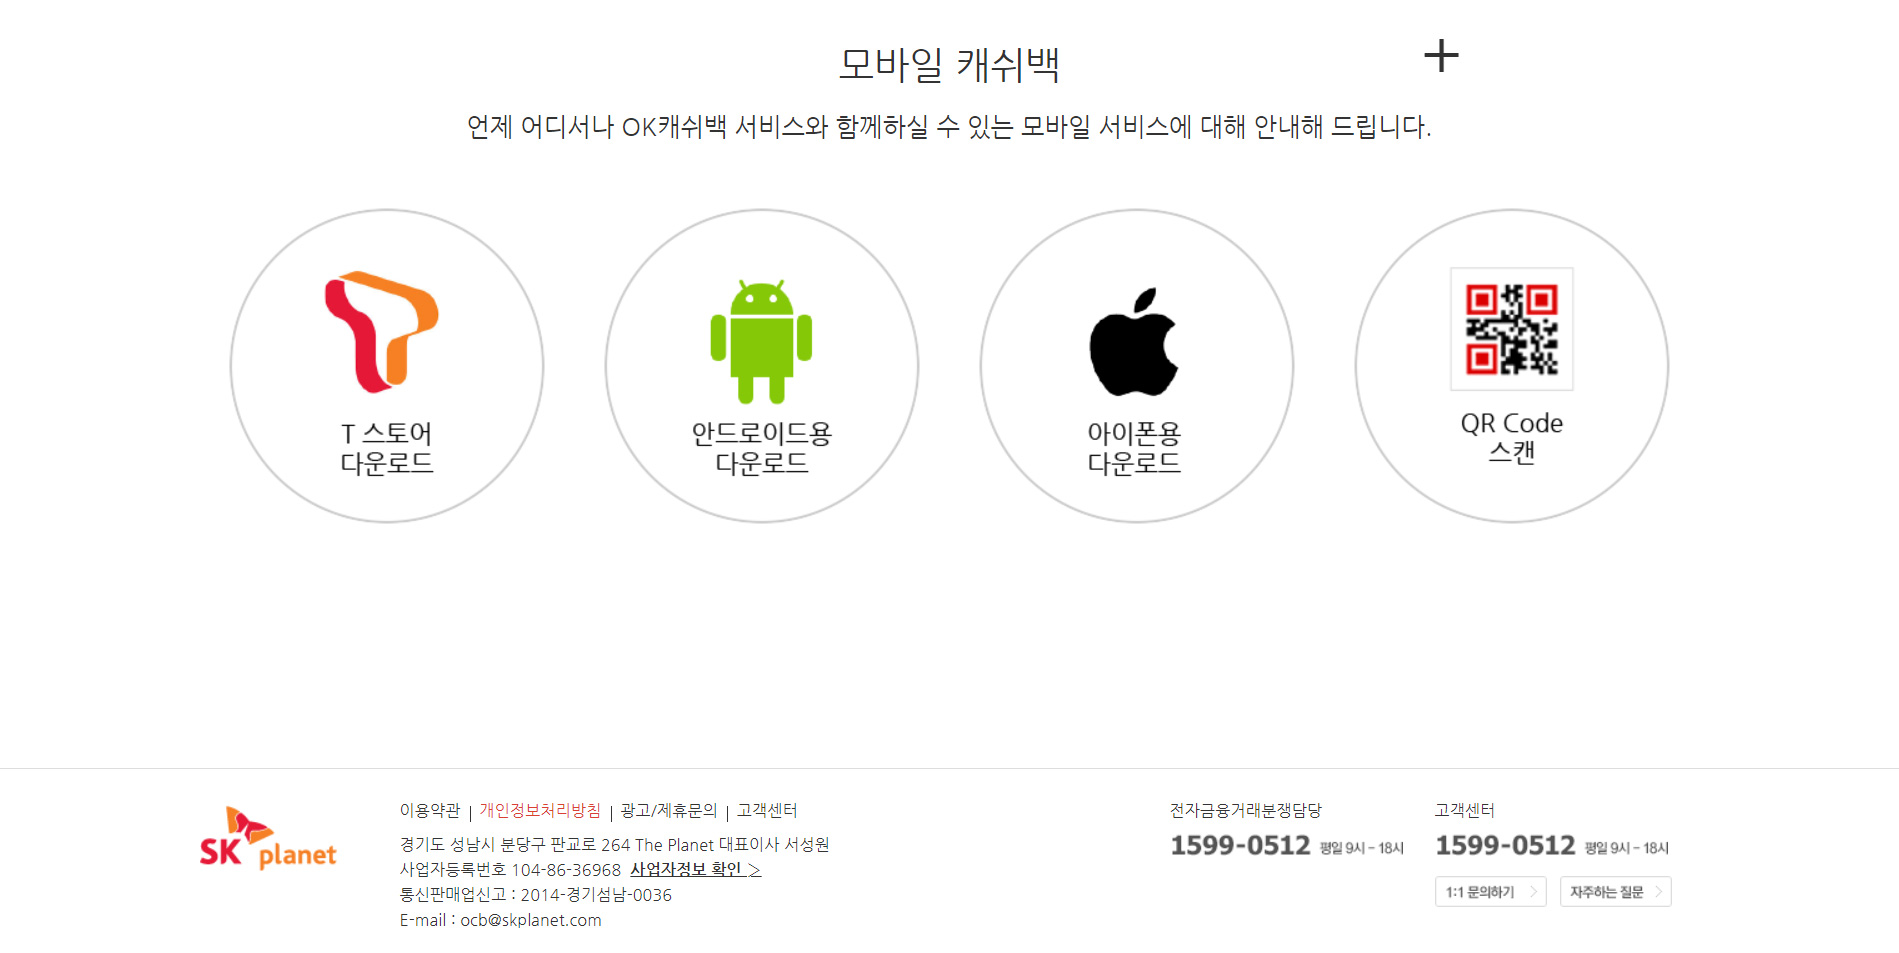 모바일 캐쉬백
언제 어디서나 OK캐쉬백 서비스와 함께하실 수 있는 모바일 서비스에 대해 안내해 드립니다.
T 스토어
다운로드
안드로이드용
다운로드
아이폰용
다운로드
QR Code
스캔
SK planet
이용약관 | 개인정보처리방침 | 광고/제휴문의 | 고객센터
경기도 성남시 분당구 판교로 264 The Planet 대표이사 서성원
사업자등록번호 104-86-36968 사업자정보 확인 >
통신판매업신고 : 2014-경기성남-0036
E-mail : ocb@skplanet.com
전자금융거래분쟁담당
1599-0512 평일 9시 - 18시
고객센터
1599-0512 평일 9시 - 18시
1:1 문의하기 >
자주하는 질문 >